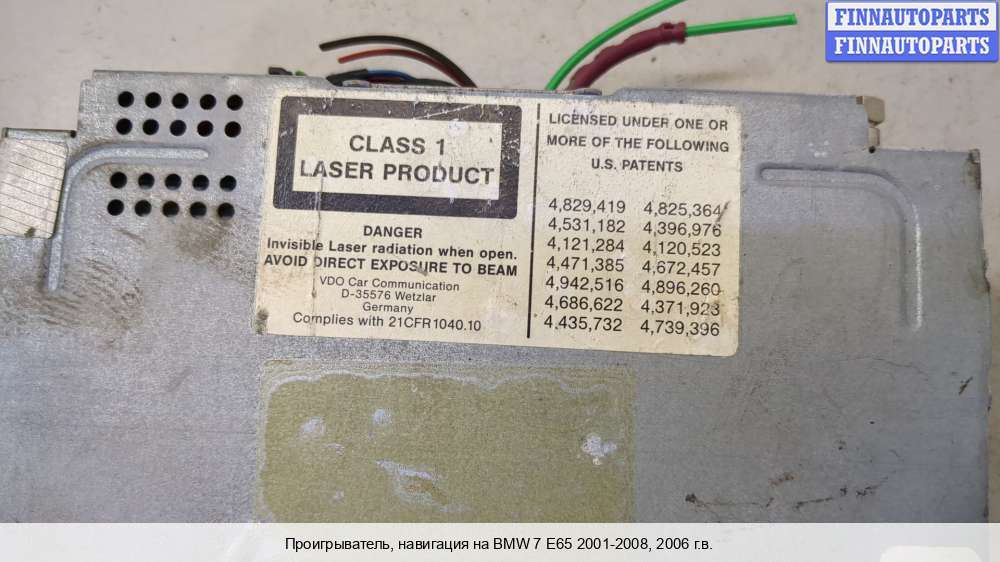 FINNAUTOPARTS
FINNAUTOPARTS
CLASS 1
LASER PRODUCT
DANGER
Invisible Laser radiation when open.
AVOID DIRECT EXPOSURE TO BEAM
VDO Car Communication
D-35576 Wetzlar
Germany
Complies with 21CFR1040.10
LICENSED UNDER ONE OR
MORE OF THE FOLLOWING
U.S. PATENTS
4,829,419 4,825,364
4,531,182 4,396,976
4,121,284 4,120,523
4,471,385 4,672,457
4,942,516 4,896,260
4,686,622 4,371,923
4,435,732 4,739,396
Проигрыватель, навигация на BMW 7 E65 2001-2008, 2006 г.в.